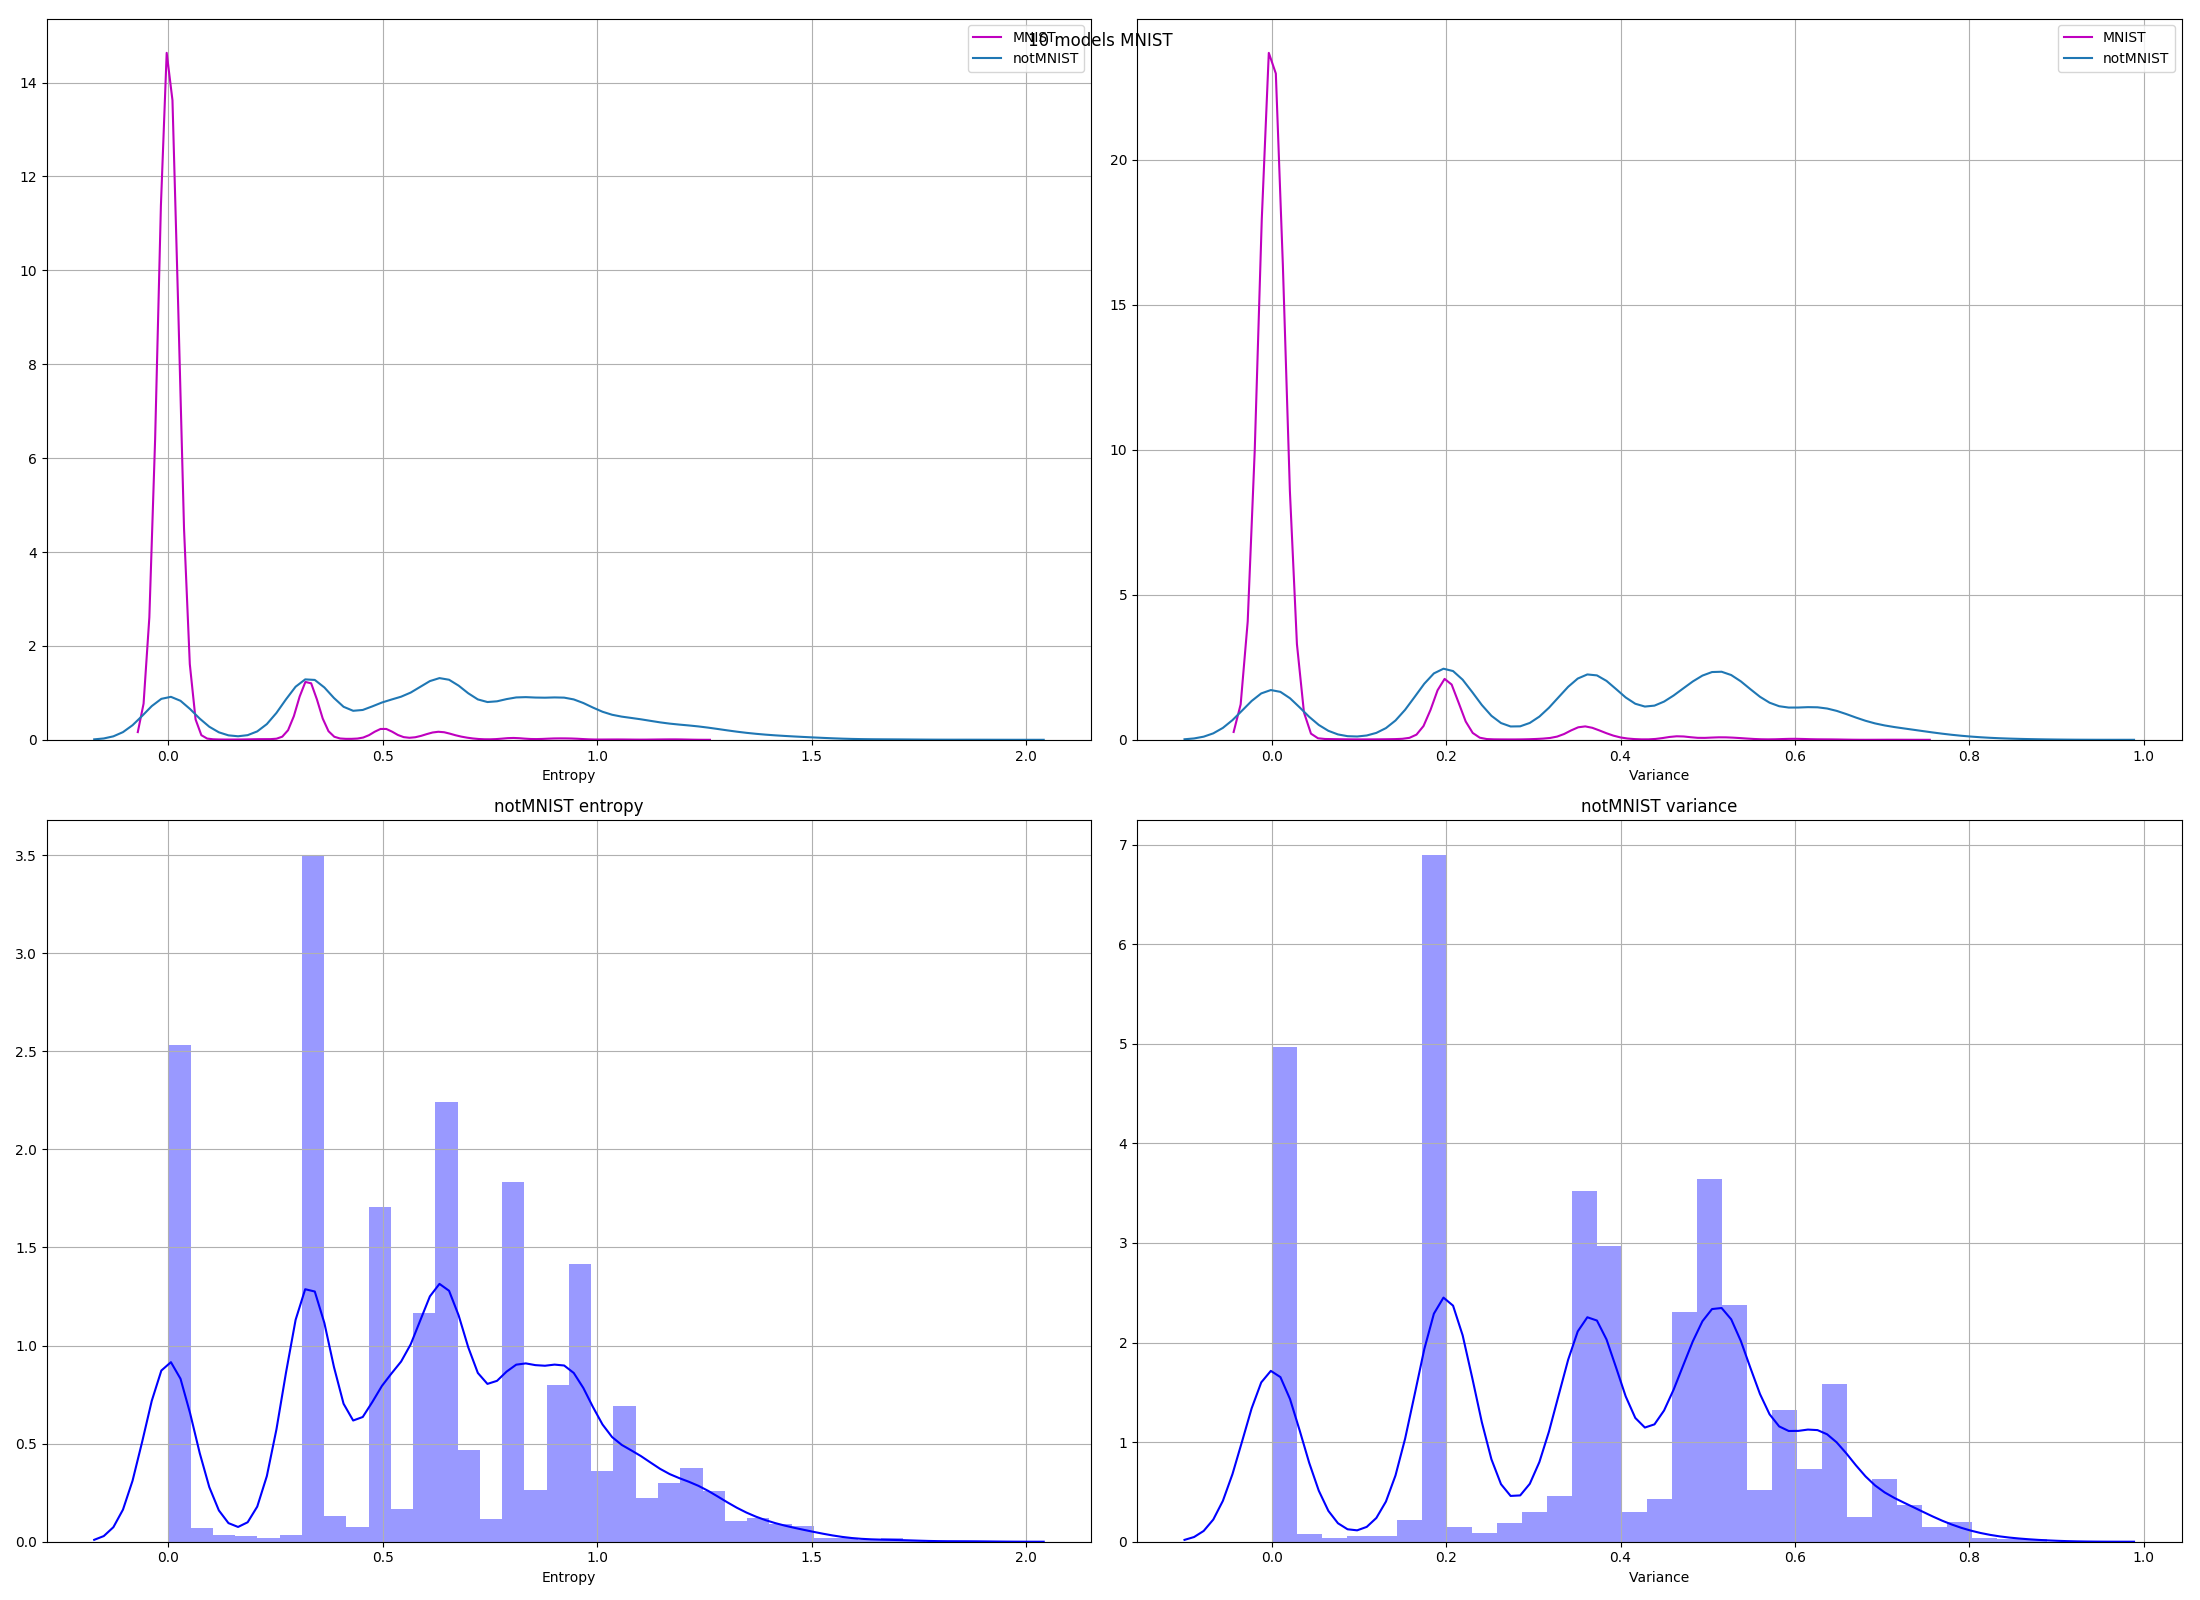 10 models MNIST
MNIST
notMNIST
14
12
10
8
6
4
2
0
0.0 0.5 1.0 1.5 2.0
Entropy
MNIST
notMNIST
20
15
10
5
0
0.0 0.2 0.4 0.6 0.8 1.0
Variance
notMNIST entropy
3.5
3.0
2.5
2.0
1.5
1.0
0.5
0.0
0.0 0.5 1.0 1.5 2.0
Entropy
notMNIST variance
7
6
5
4
3
2
1
0
0.0 0.2 0.4 0.6 0.8 1.0
Variance